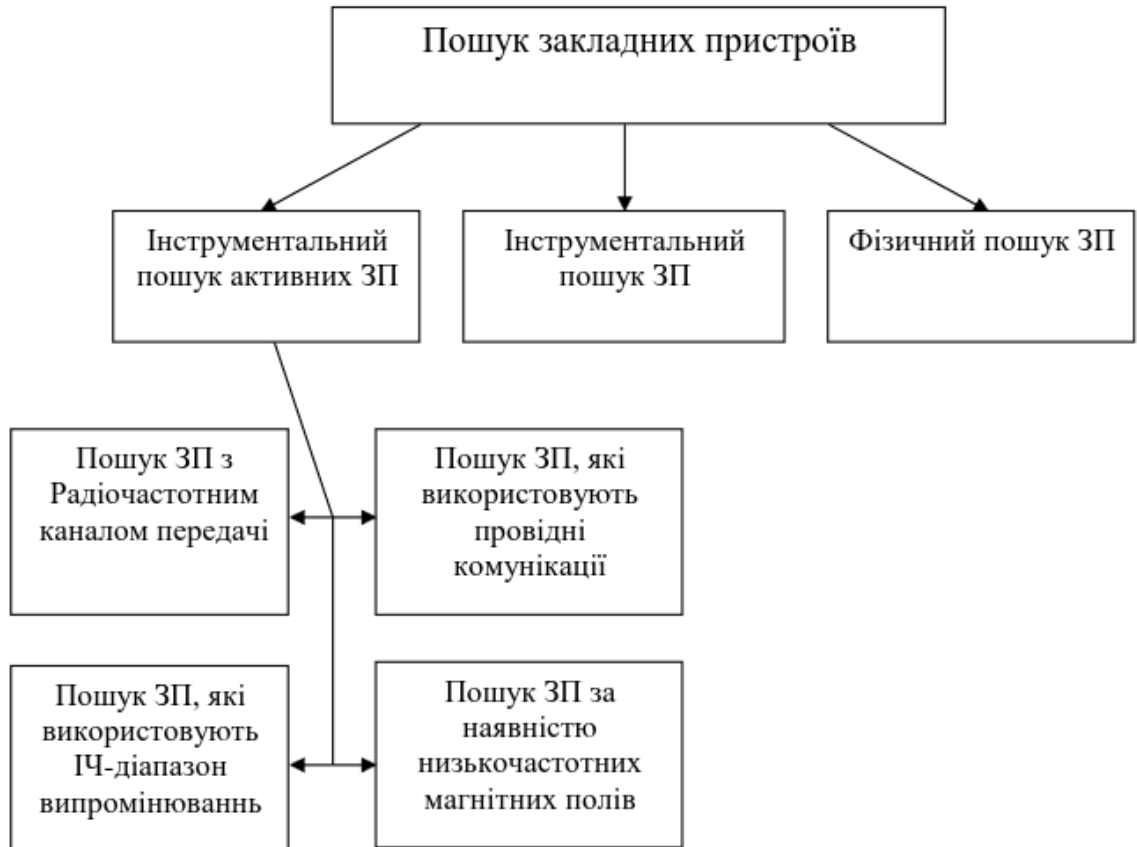 Пошук закладних пристроїв
Інструментальний
пошук активних ЗП
Інструментальний
пошук ЗП
Фізичний пошук ЗП
Пошук ЗП з
Радіочастотним
каналом передачі
Пошук ЗП, які
використовують
провідні
комунікації
Пошук ЗП, які
використовують
ІЧ-діапазон
випромінюваннь
Пошук ЗП за
наявністю
низькочастотних
магнітних полів